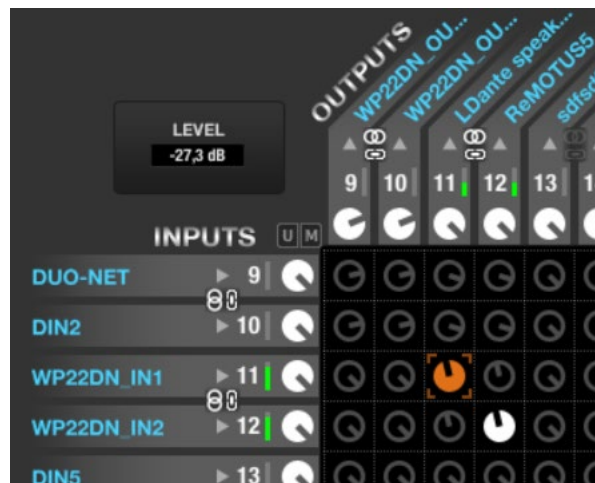 OUTPUTS
WP22DN_OU...
WP22DN_OU...
LDante speak...
ReMOTUS5
sdfsd
LEVEL
-27,3 dB
9 10 11 12 13 1
INPUTS U M
DUO-NET 9
DIN2 10
WP22DN_IN1 11
WP22DN_IN2 12
DIN5 13